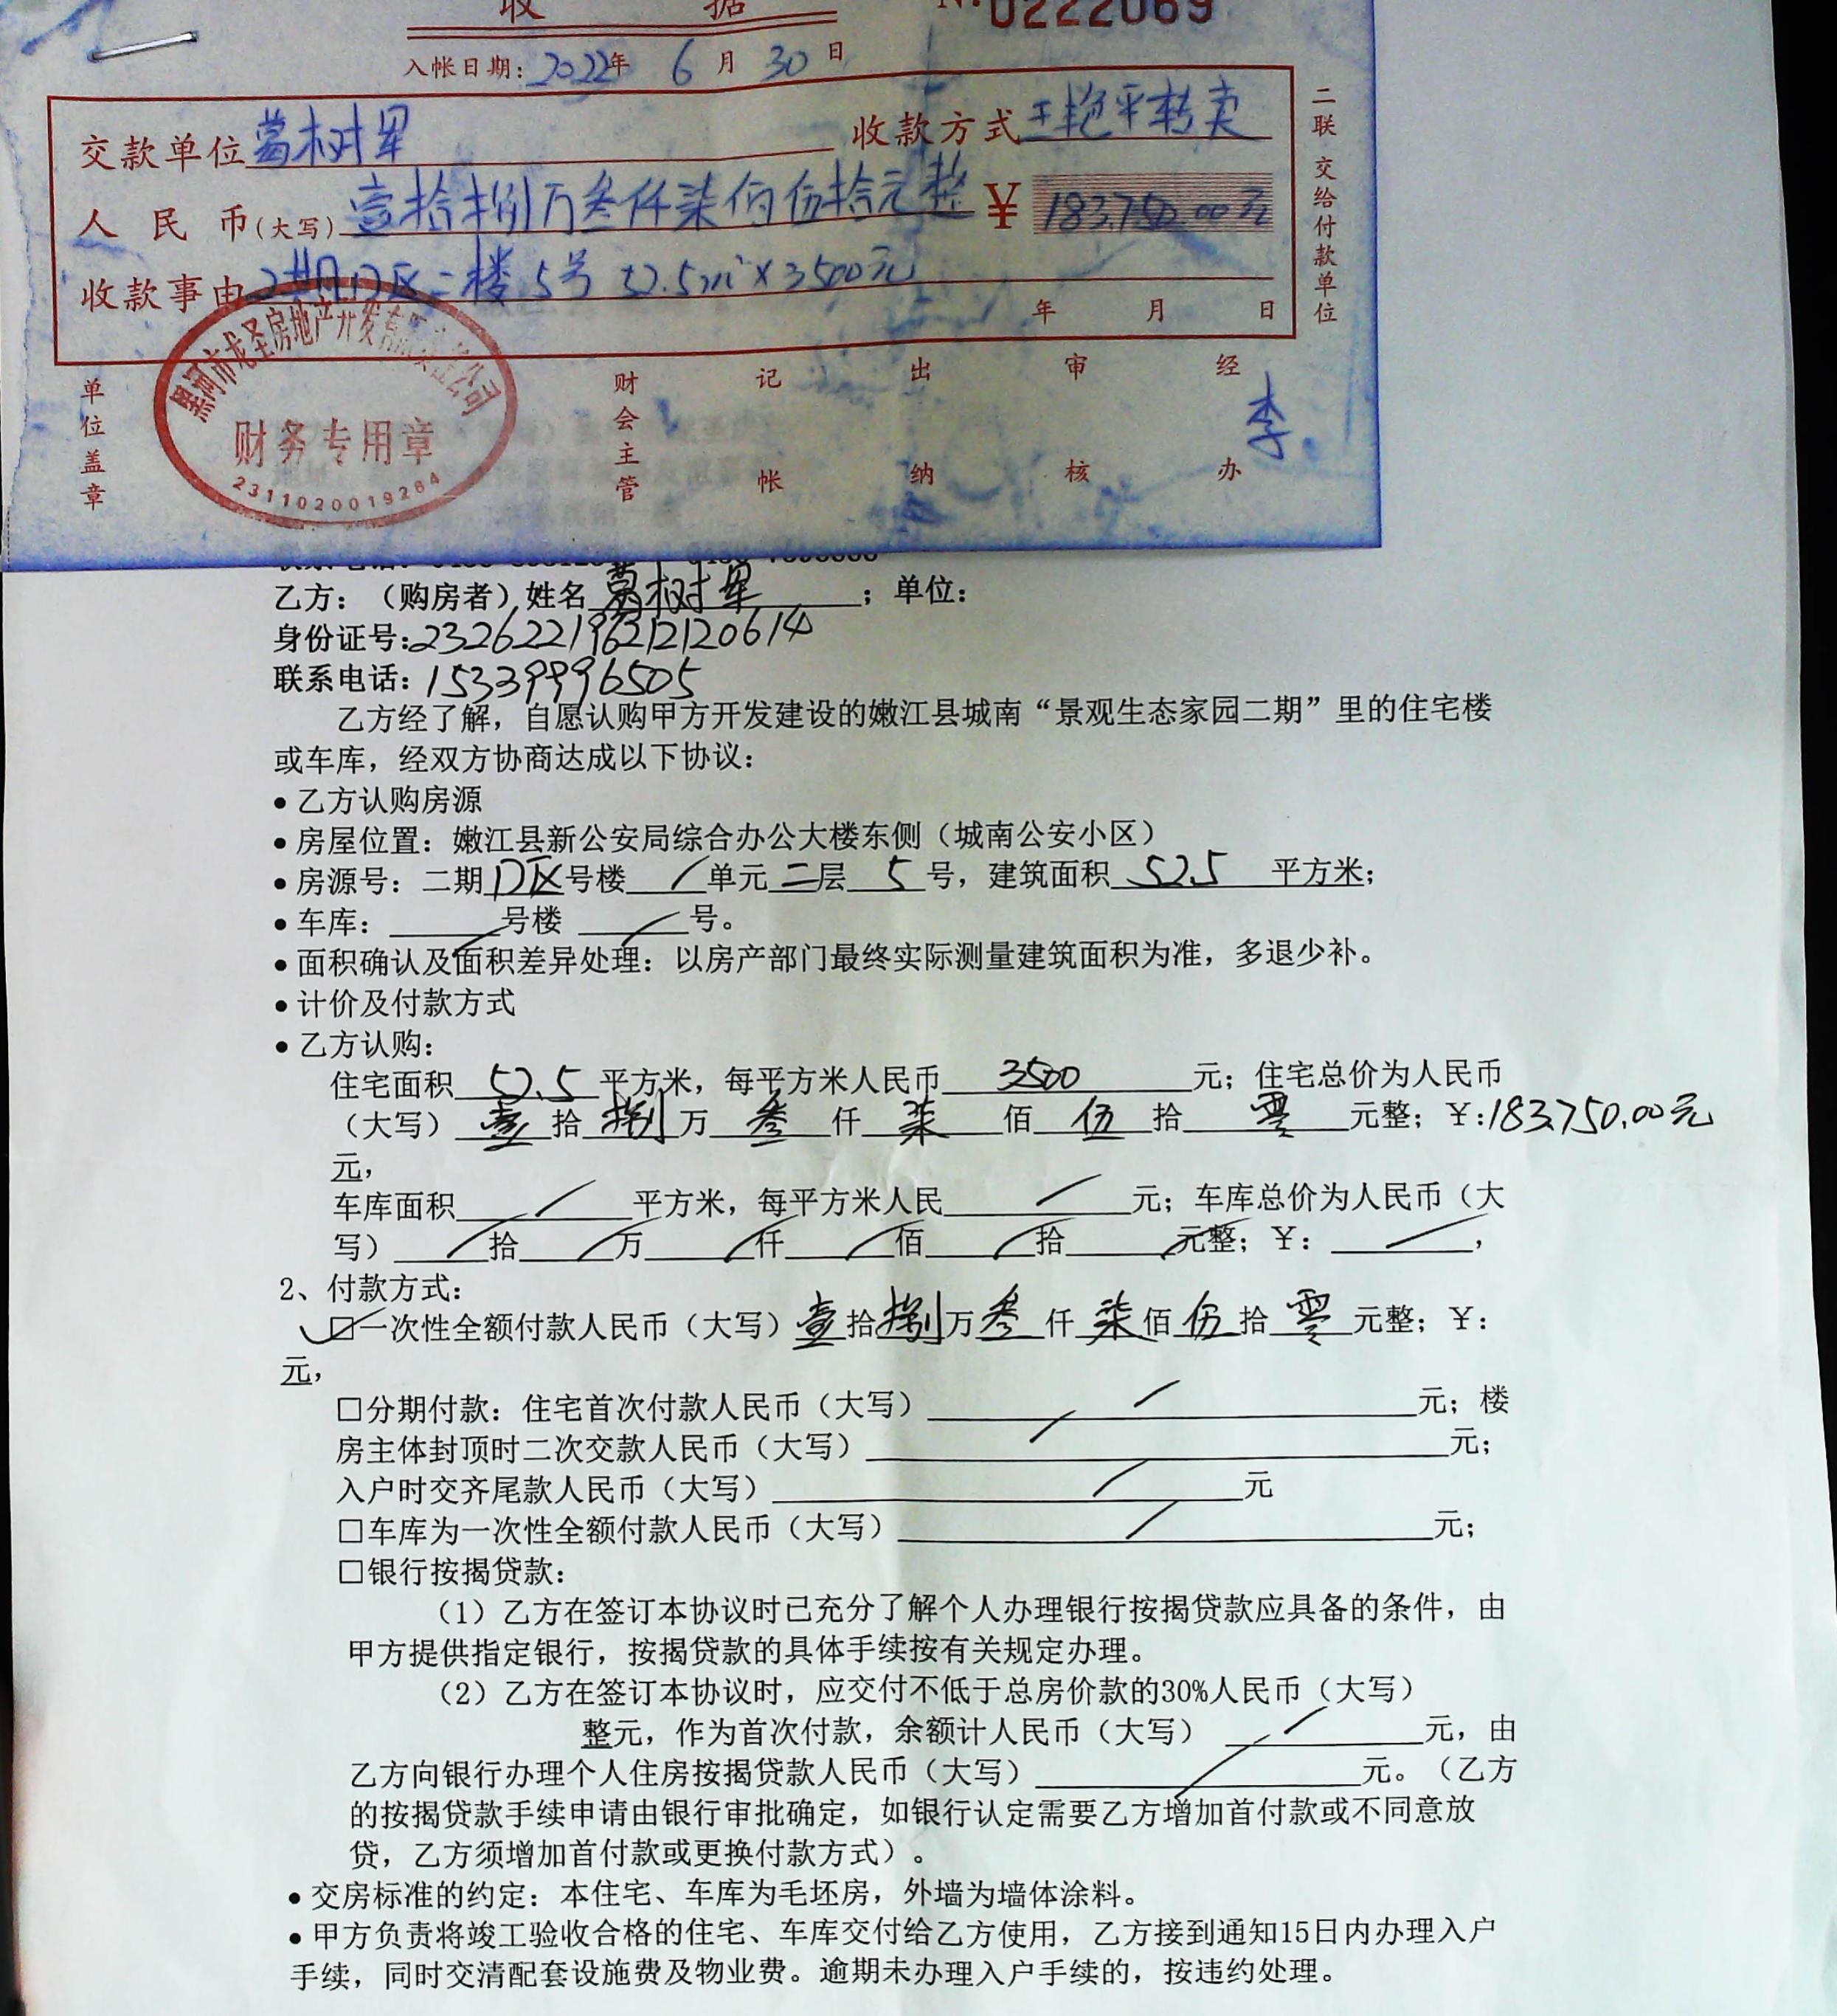 收 据 №0222069
入帐日期：2022年 6 月 30 日
交款单位 葛树军 收款方式 王艳平转卖
人 民 币(大写) 壹拾捌万叁仟柒佰伍拾元整 ￥ 183.750.00元
收款事由 2期D区二楼 5号 52.5m²×3500元
年 月 日
二联 交给付款单位
单位盖章 财会主管 记帐 出纳 审核 经办 李
财务专用章
2311020019284
乙方：（购房者）姓名 葛树军 ；单位：
身份证号:232622196212120614
联系电话：15339996505
乙方经了解，自愿认购甲方开发建设的嫩江县城南“景观生态家园二期”里的住宅楼
或车库，经双方协商达成以下协议：
• 乙方认购房源
• 房屋位置：嫩江县新公安局综合办公大楼东侧（城南公安小区）
• 房源号：二期D区号楼 / 单元 二层 5 号，建筑面积 52.5 平方米；
• 车库：____号楼 ____号。
• 面积确认及面积差异处理：以房产部门最终实际测量建筑面积为准，多退少补。
• 计价及付款方式
• 乙方认购：
住宅面积 52.5 平方米，每平方米人民币 3500 元；住宅总价为人民币
（大写） 壹 拾 捌 万 叁 仟 柒 佰 伍 拾 零 元整；￥:183.750.00元
元，
车库面积 / 平方米，每平方米人民 / 元；车库总价为人民币（大
写） / 拾 / 万 / 仟 / 佰 / 拾 / 元整；￥： / ，
2、付款方式：
☑一次性全额付款人民币（大写） 壹 拾 捌 万 叁 仟 柒 佰 伍 拾 零 元整；￥：
元，
□分期付款：住宅首次付款人民币（大写） / 元；楼
房主体封顶时二次交款人民币（大写） / 元；
入户时交齐尾款人民币（大写） / 元
□车库为一次性全额付款人民币（大写） / 元；
□银行按揭贷款：
（1）乙方在签订本协议时已充分了解个人办理银行按揭贷款应具备的条件，由
甲方提供指定银行，按揭贷款的具体手续按有关规定办理。
（2）乙方在签订本协议时，应交付不低于总房价款的30%人民币（大写）
整元，作为首次付款，余额计人民币（大写） / 元，由
乙方向银行办理个人住房按揭贷款人民币（大写） / 元。（乙方
的按揭贷款手续申请由银行审批确定，如银行认定需要乙方增加首付款或不同意放
贷，乙方须增加首付款或更换付款方式）。
• 交房标准的约定：本住宅、车库为毛坯房，外墙为墙体涂料。
• 甲方负责将竣工验收合格的住宅、车库交付给乙方使用，乙方接到通知15日内办理入户
手续，同时交清配套设施费及物业费。逾期未办理入户手续的，按违约处理。